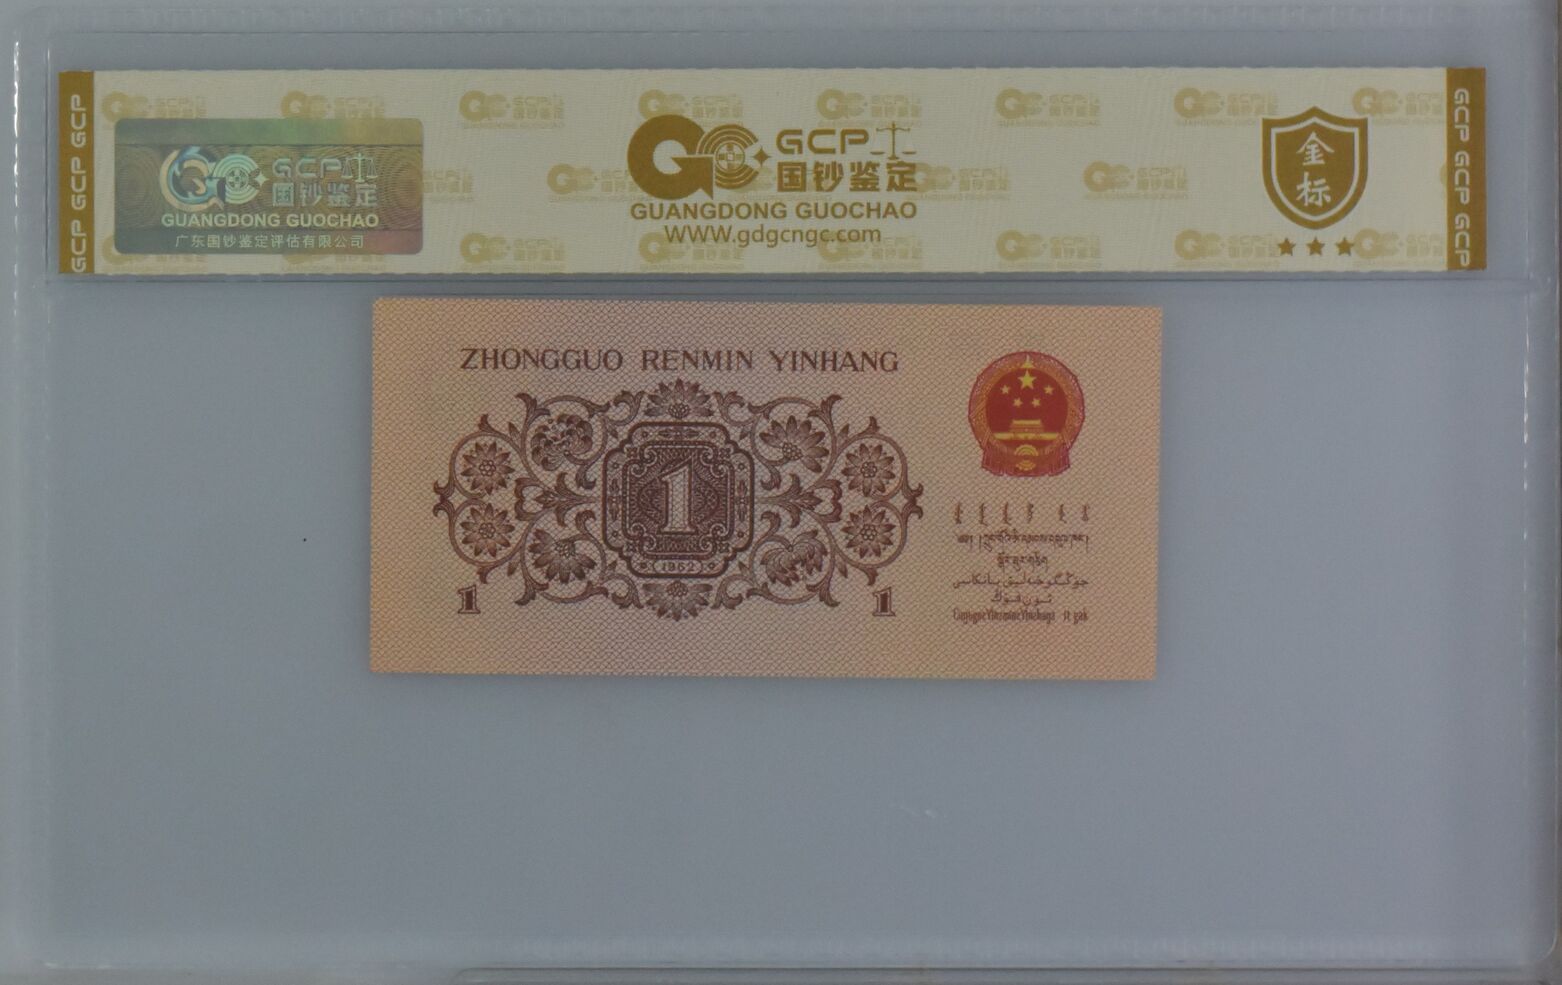 GCP GCP GCP
GCP
国钞鉴定
GUANGDONG GUOCHAO
广东国钞鉴定评估有限公司
GCP
国钞鉴定
GUANGDONG GUOCHAO
WWW.gdgcngc.com
金标
GCP GCP GCP
ZHONGGUO RENMIN YINHANG
1
(1962)
1
1